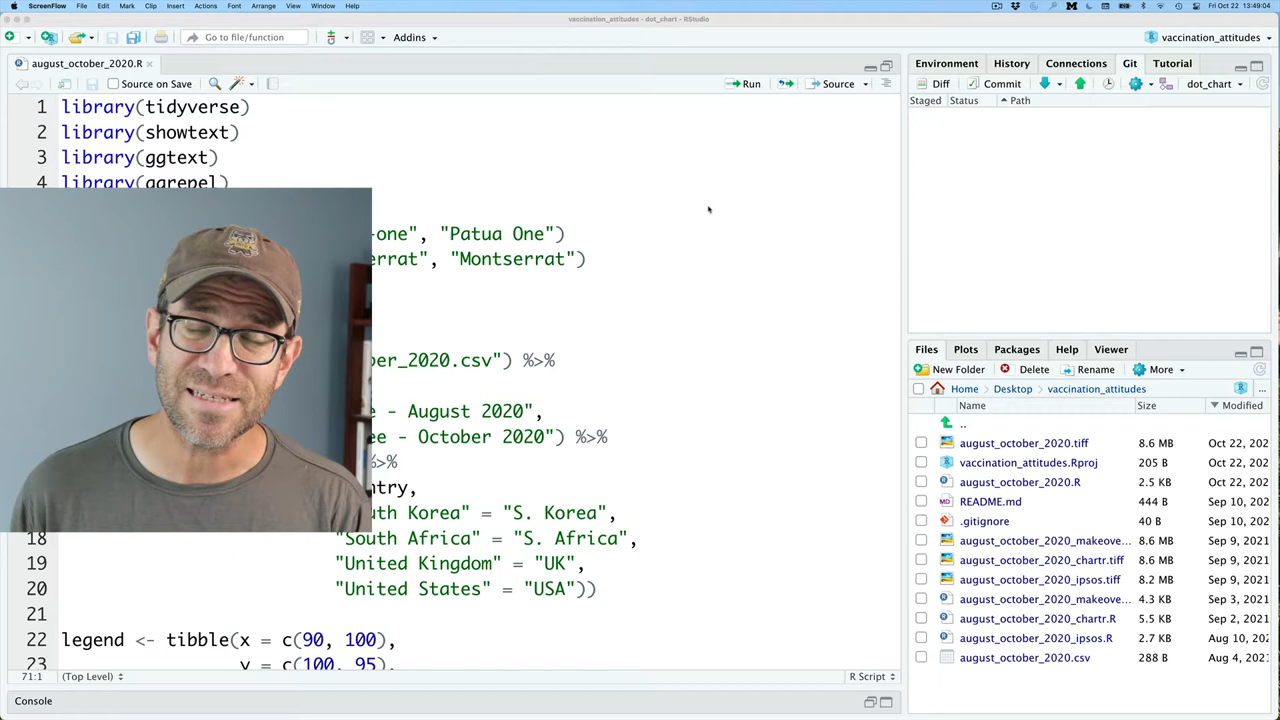 ScreenFlow File Edit Mark Clip Insert Actions Font Arrange View Window Help Fri Oct 22 13:49:04
vaccination_attitudes - dot_chart - RStudio
Go to file/function Addins vaccination_attitudes
august_october_2020.R
Source on Save Run Source
1 library(tidyverse)
2 library(showtext)
3 library(ggtext)
4 library(ggrepel)
-one", "Patua One")
errat", "Montserrat")
ber_2020.csv") %>%
e - August 2020",
ee - October 2020") %>%
%>%
ntry,
uth Korea" = "S. Korea",
18 "South Africa" = "S. Africa",
19 "United Kingdom" = "UK",
20 "United States" = "USA"))
21
22 legend <- tibble(x = c(90, 100),
23 y = c(100, 95),
71:1 (Top Level) R Script
Console
Environment History Connections Git Tutorial
Diff Commit dot_chart
Staged Status Path
Files Plots Packages Help Viewer
New Folder Delete Rename More
Home Desktop vaccination_attitudes ...
Name Size Modified
..
august_october_2020.tiff 8.6 MB Oct 22, 202
vaccination_attitudes.Rproj 205 B Oct 22, 202
august_october_2020.R 2.5 KB Oct 22, 202
README.md 444 B Sep 10, 202
.gitignore 40 B Sep 10, 202
august_october_2020_makeove... 8.6 MB Sep 9, 2021
august_october_2020_chartr.tiff 8.6 MB Sep 9, 2021
august_october_2020_ipsos.tiff 8.2 MB Sep 9, 2021
august_october_2020_makeove... 4.3 KB Sep 3, 2021
august_october_2020_chartr.R 5.5 KB Sep 3, 2021
august_october_2020_ipsos.R 2.7 KB Aug 10, 202
august_october_2020.csv 288 B Aug 4, 2021